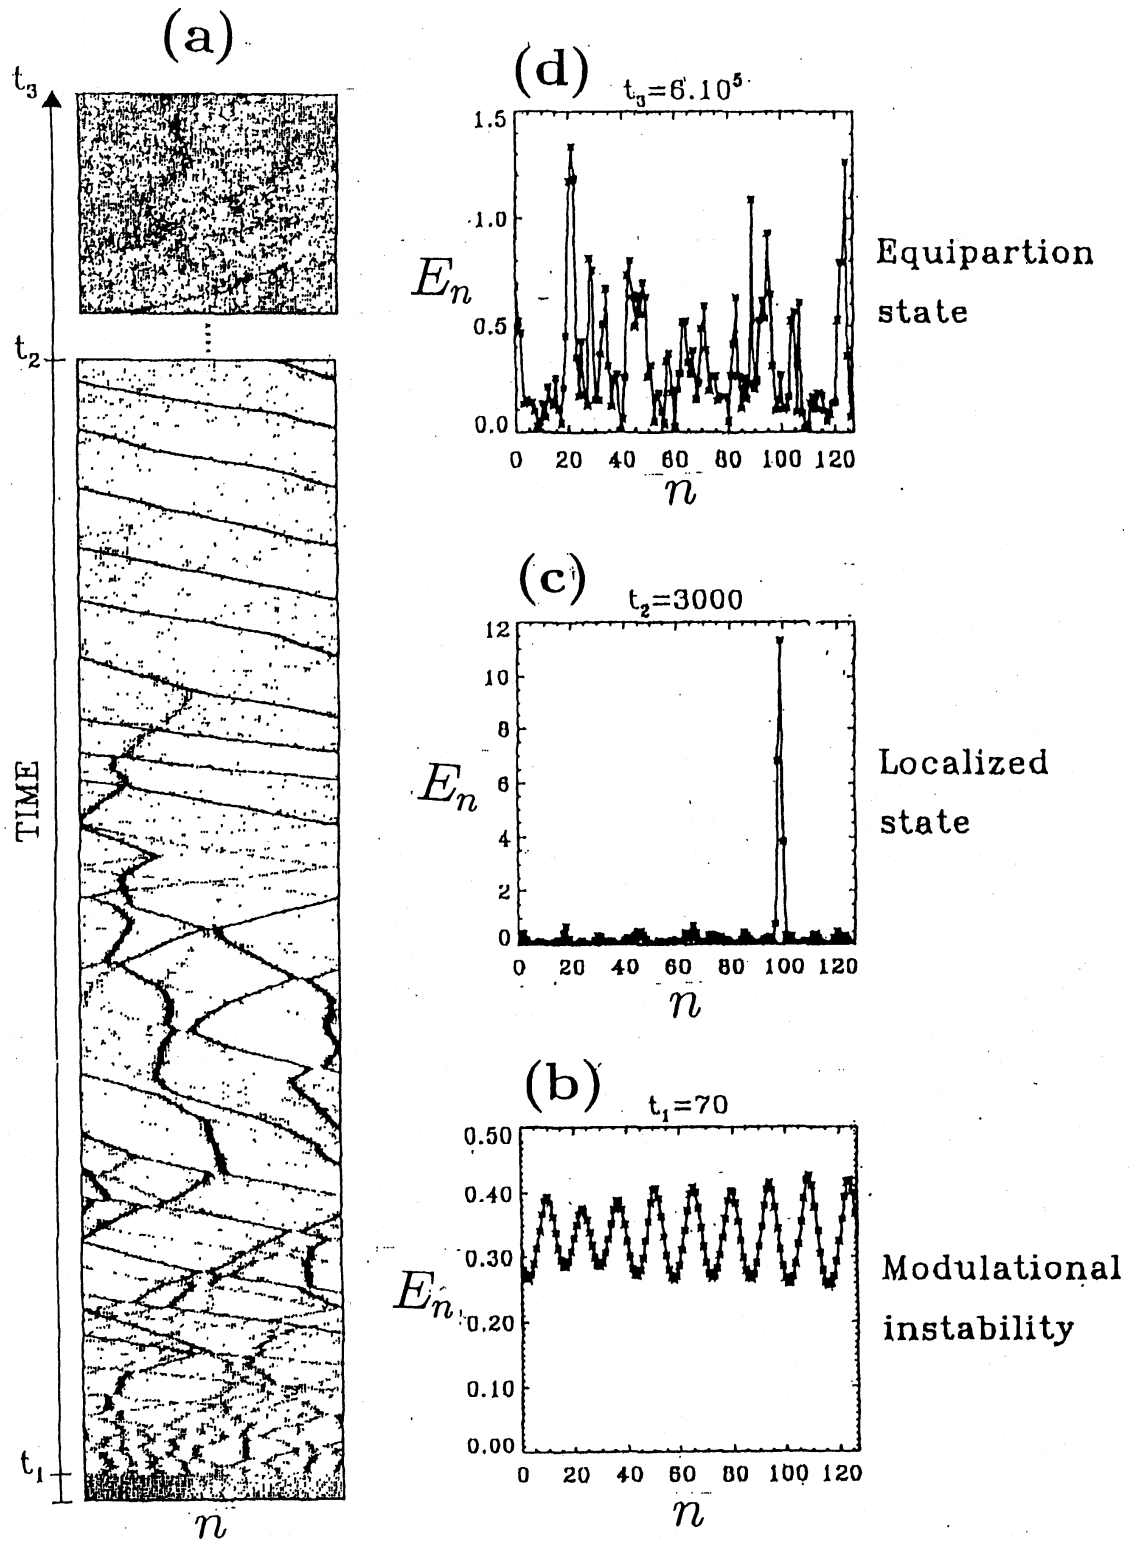 (a)
t₃
t₂
TIME
t₁
n
(d)
t₃=6.10⁵
1.5
1.0
0.5
0.0
Eₙ
0 20 40 60 80 100 120
n
Equipartion
state
(c)
t₂=3000
12
10
8
6
4
2
0
Eₙ
0 20 40 60 80 100 120
n
Localized
state
(b)
t₁=70
0.50
0.40
0.30
0.20
0.10
0.00
Eₙ
0 20 40 60 80 100 120
n
Modulational
instability